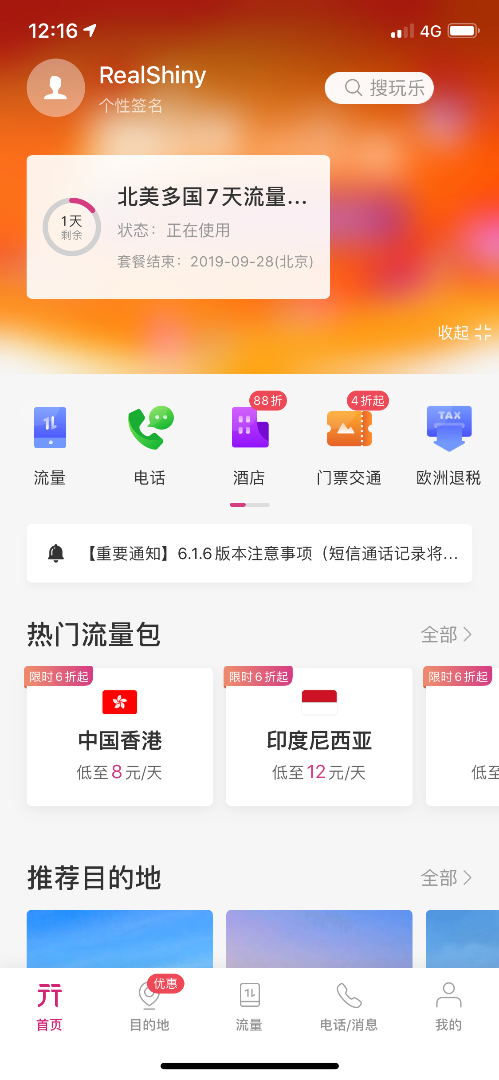 12:16
4G
RealShiny
个性签名
搜玩乐
北美多国7天流量...
1天
剩余
状态：正在使用
套餐结束：2019-09-28(北京)
收起
88折
4折起
TAX
流量
电话
酒店
门票交通
欧洲退税
【重要通知】6.1.6版本注意事项（短信通话记录将...
热门流量包
全部
限时6折起
限时6折起
限时6折起
中国香港
印度尼西亚
低至8元/天
低至12元/天
低至
推荐目的地
全部
优惠
首页
目的地
流量
电话/消息
我的